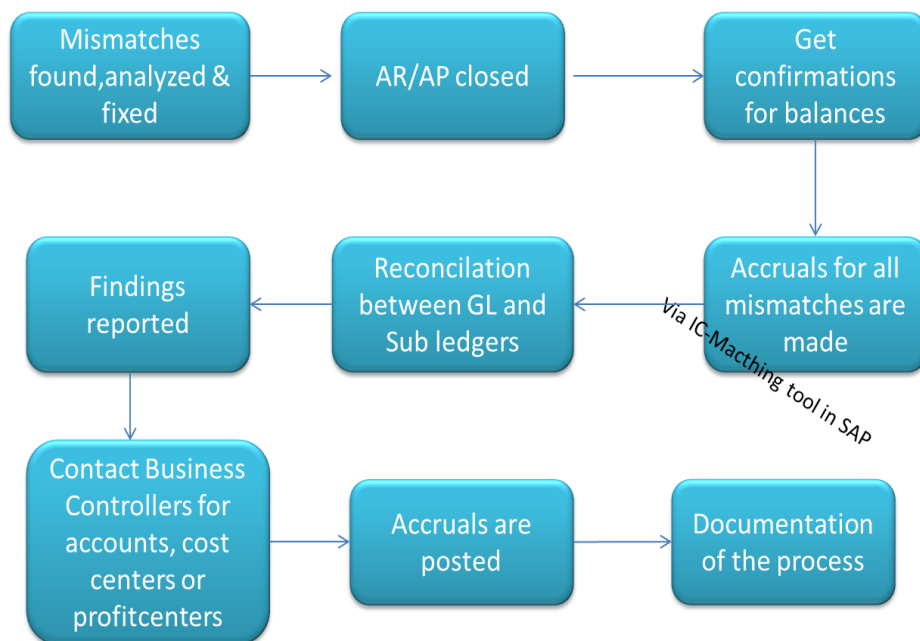 Mismatches
found,analyzed &
fixed
AR/AP closed
Get
confirmations
for balances
Accruals for all
mismatches are
made
Via IC-Macthing tool in SAP
Reconcilation
between GL and
Sub ledgers
Findings
reported
Contact Business
Controllers for
accounts, cost
centers or
profitcenters
Accruals are
posted
Documentation
of the process